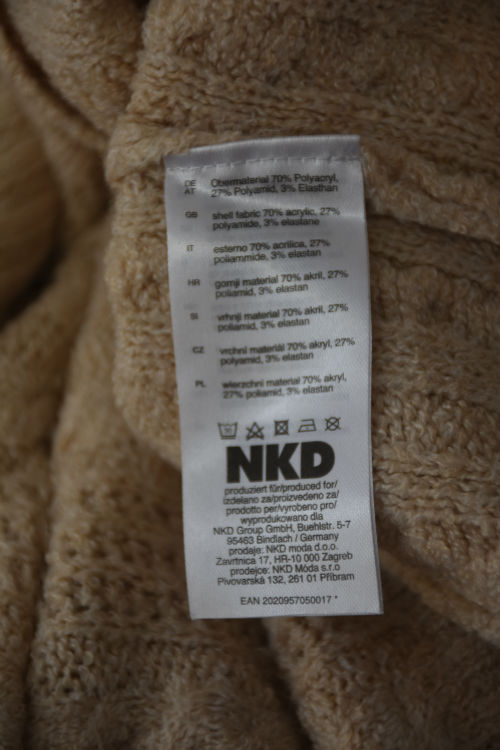 DE Obermaterial 70% Polyacryl,
AT 27% Polyamid, 3% Elasthan
GB shell fabric 70% acrylic, 27%
polyamide, 3% elastane
IT esterno 70% acrilica, 27%
poliammide, 3% elastan
HR gornji material 70% akril, 27%
poliamid, 3% elastan
SI vrhnji material 70% akril, 27%
poliamid, 3% elastan
CZ vrchní materiál 70% akryl, 27%
polyamid, 3% elastan
PL wierzchni material 70% akryl,
27% poliamid, 3% elastan
30
NKD
produziert für/produced for/
izdelano za/proizvedeno za/
prodotto per/vyrobeno pro/
wyprodukowano dla
NKD Group GmbH, Buehlstr. 5-7
95463 Bindlach / Germany
prodaje: NKD moda d.o.o.
Zavrtnica 17, HR-10 000 Zagreb
prodejce: NKD Móda s.r.o
Pivovarská 132, 261 01 Příbram
EAN 2020957050017 *